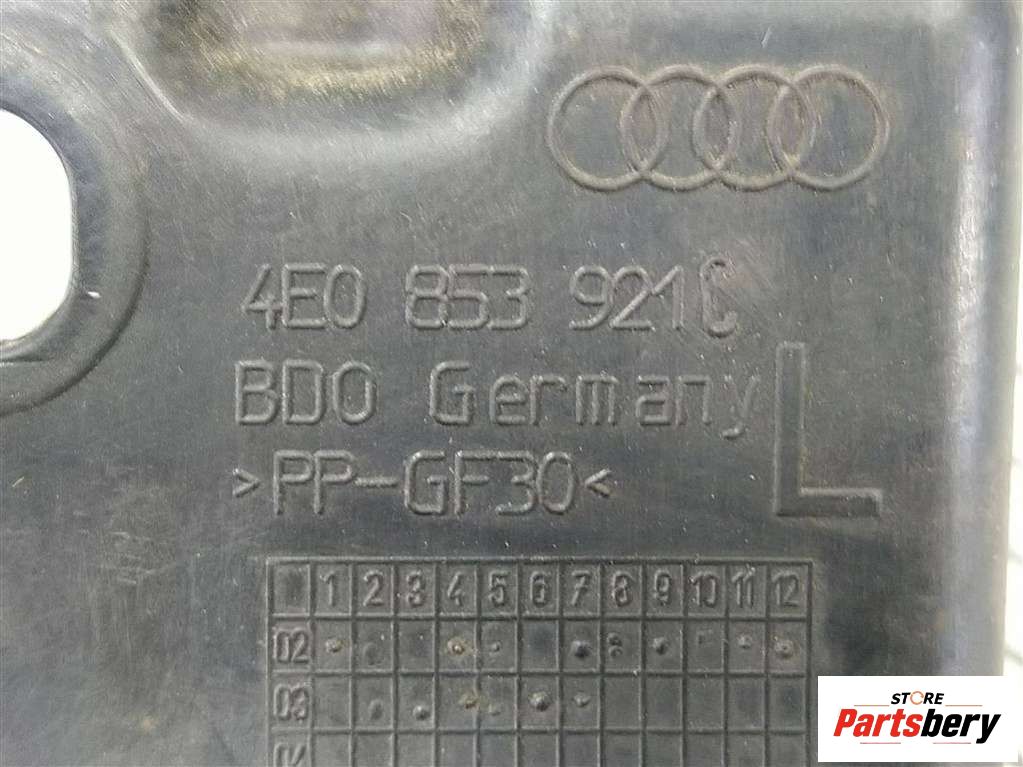 4E0 853 921C
BDO Germany
>PP-GF30<
L
1 2 3 4 5 6 7 8 9 10 11 12
02
03
STORE
Partsbery